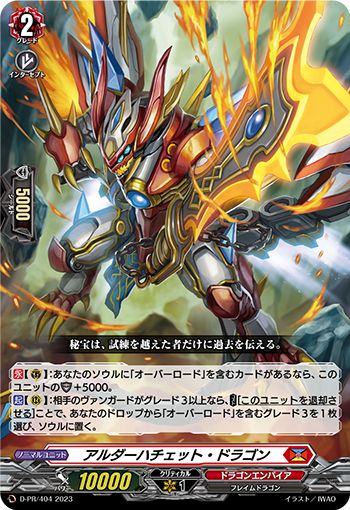 2
グレード
インターセプト
5000
シールド
秘宝は、試練を越えた者だけに過去を伝える。
【永】【(G)】:あなたのソウルに「オーバーロード」を含むカードがあるなら、この
ユニットの+5000。
【起】【(R)】:相手のヴァンガードがグレード3以上なら、[このユニットを退却
させる]ことで、あなたのドロップから「オーバーロード」を含むグレード3を1枚
選び、ソウルに置く。
ノーマルユニット
アルダーハチェット・ドラゴン
パワー
10000
クリティカル
1
ドラゴンエンパイア
フレイムドラゴン
D-PR/404 2023
イラスト/IWAO